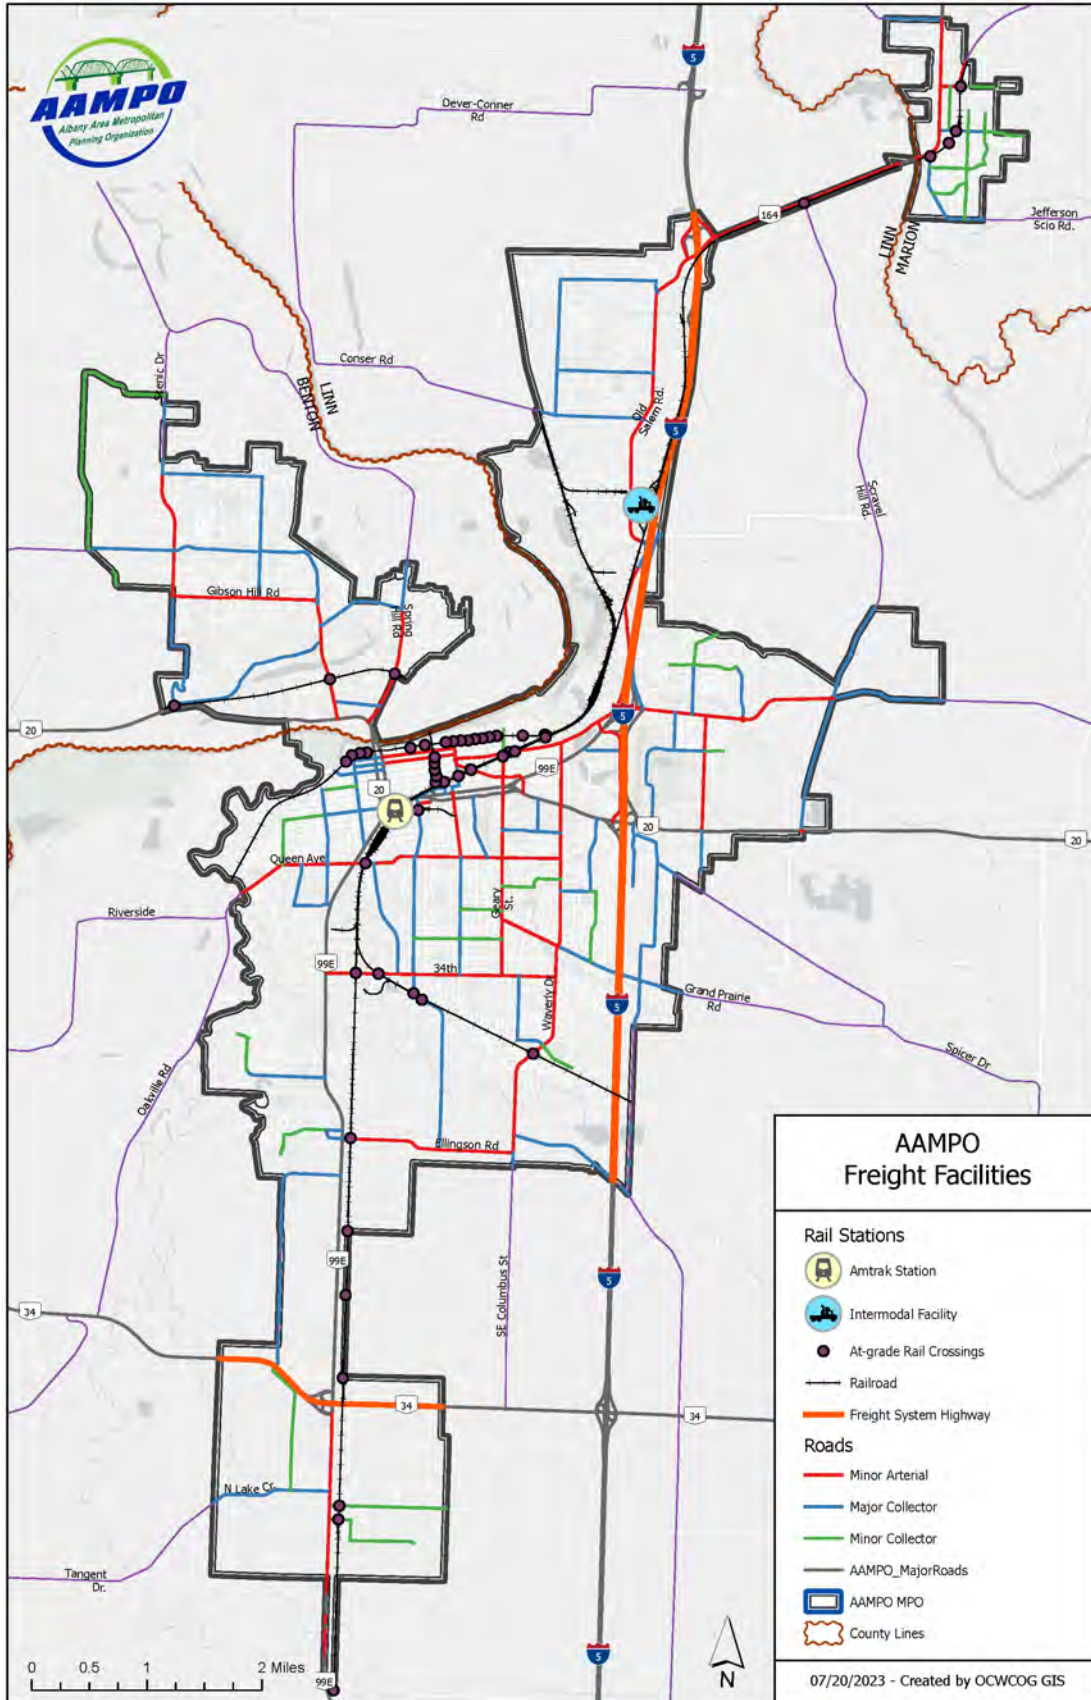 AAMPO
Albany Area Metropolitan
Planning Organization
5
Dever-Conner
Rd
164
Jefferson
Scio Rd.
LINN
MARION
Scenic Dr
Conser Rd
LINN
BENTON
Old
Salem Rd.
5
Scravel
Hill Rd.
Gibson Hill Rd
Spring
Hill Rd
20
5
99E
20
20
20
Queen Ave
Riverside
Geary
St.
99E
34th
Waverly Dr
5
Grand Prairie
Rd
Spicer Dr
Oakville Rd
Ellingson Rd
99E
SE Columbus St
5
34
34
34
N Lake Cr.
Tangent
Dr.
99E
5
0 0.5 1 2 Miles
N
AAMPO
Freight Facilities
Rail Stations
Amtrak Station
Intermodal Facility
At-grade Rail Crossings
Railroad
Freight System Highway
Roads
Minor Arterial
Major Collector
Minor Collector
AAMPO_MajorRoads
AAMPO MPO
County Lines
07/20/2023 - Created by OCWCOG GIS